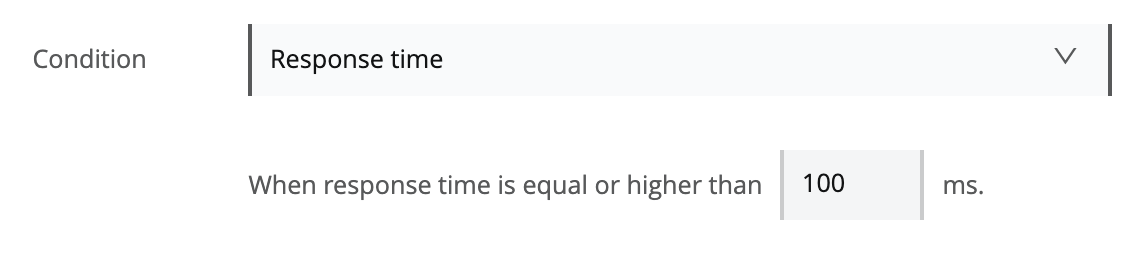 Condition Response time
When response time is equal or higher than 100 ms.